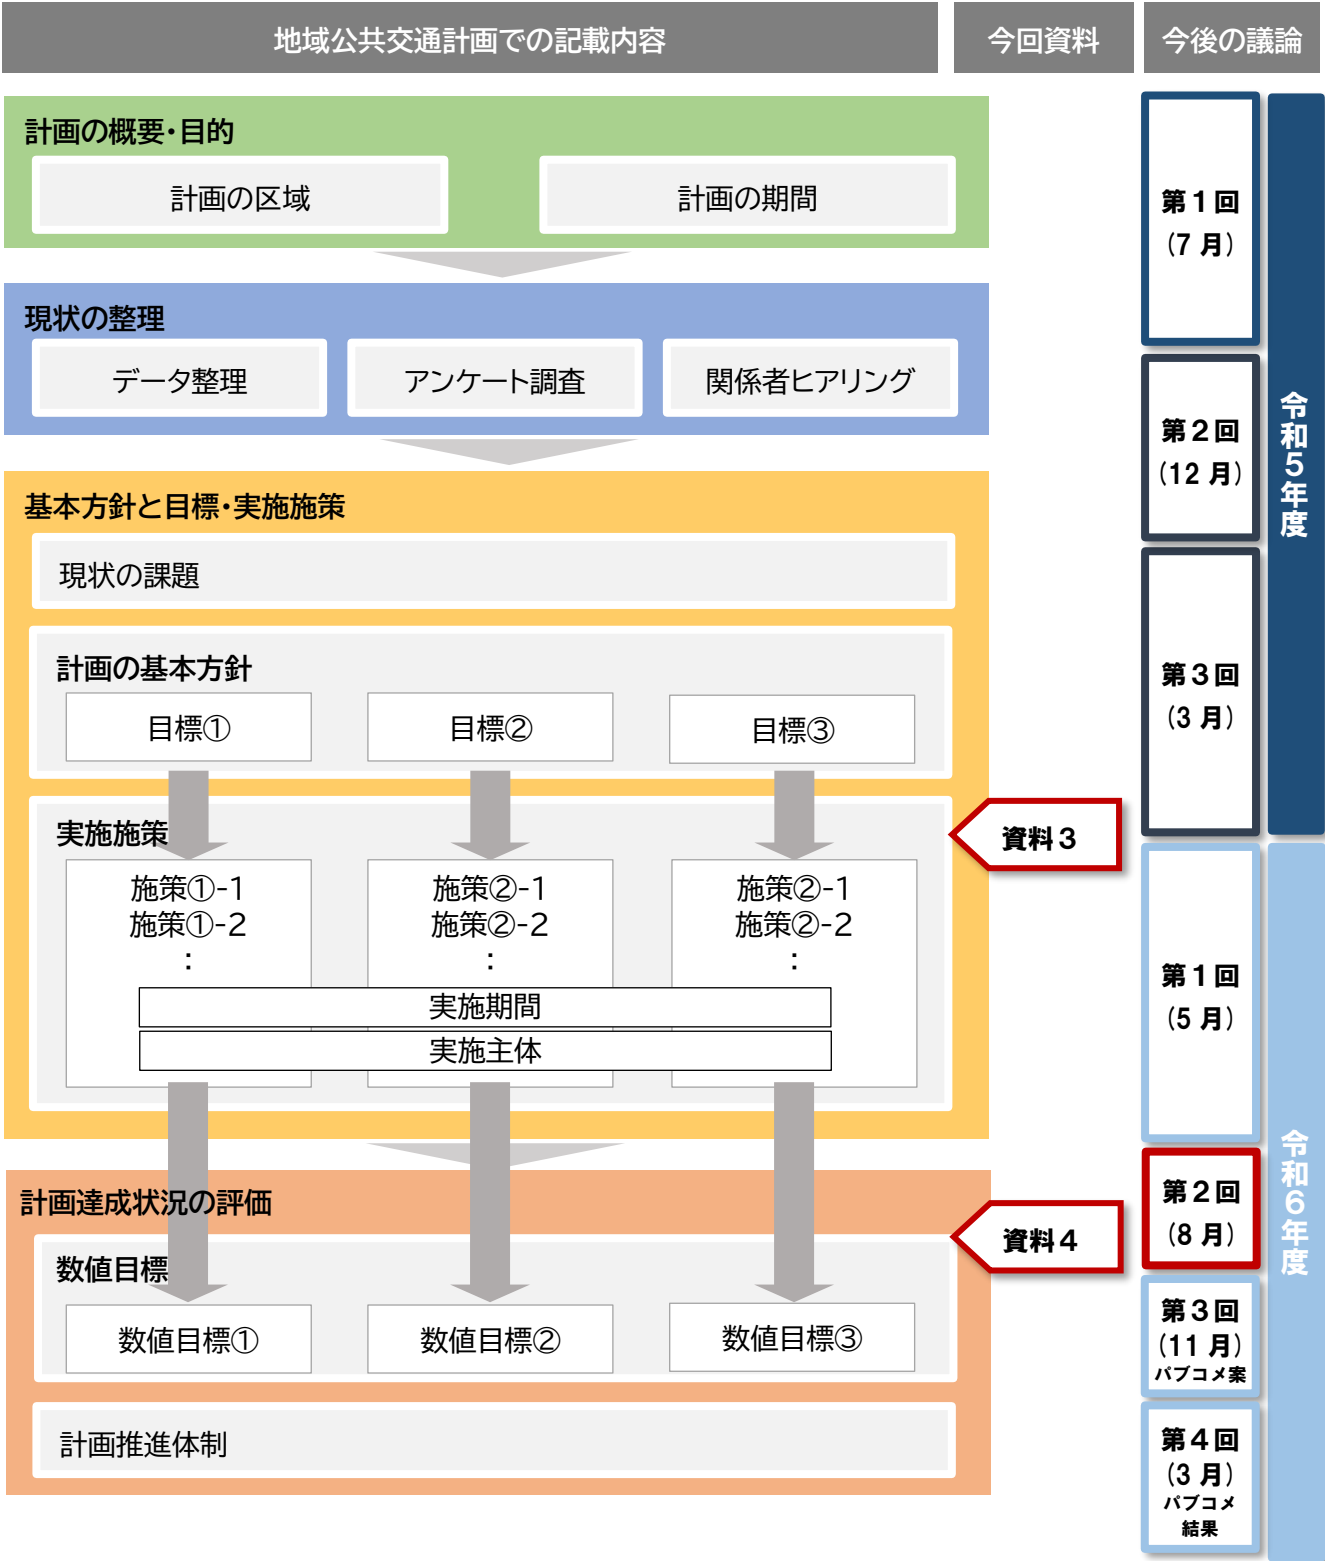 地域公共交通計画での記載内容
今回資料
今後の議論
計画の概要・目的
計画の区域
計画の期間
現状の整理
データ整理
アンケート調査
関係者ヒアリング
基本方針と目標・実施施策
現状の課題
計画の基本方針
目標①
目標②
目標③
実施施策
施策①-1
施策①-2
：
施策②-1
施策②-2
：
施策②-1
施策②-2
：
実施期間
実施主体
計画達成状況の評価
数値目標
数値目標①
数値目標②
数値目標③
計画推進体制
資料３
資料４
第１回
（7 月）
第２回
（12 月）
第３回
（3 月）
令和５年度
第１回
（5 月）
第２回
（8 月）
第３回
（11 月）
パブコメ案
第４回
（3 月）
パブコメ
結果
令和６年度